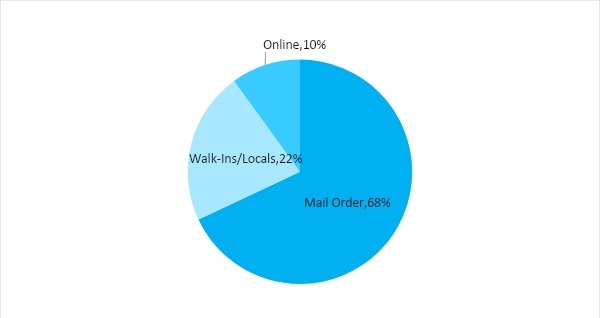 Online,10%
Walk-Ins/Locals,22%
Mail Order,68%